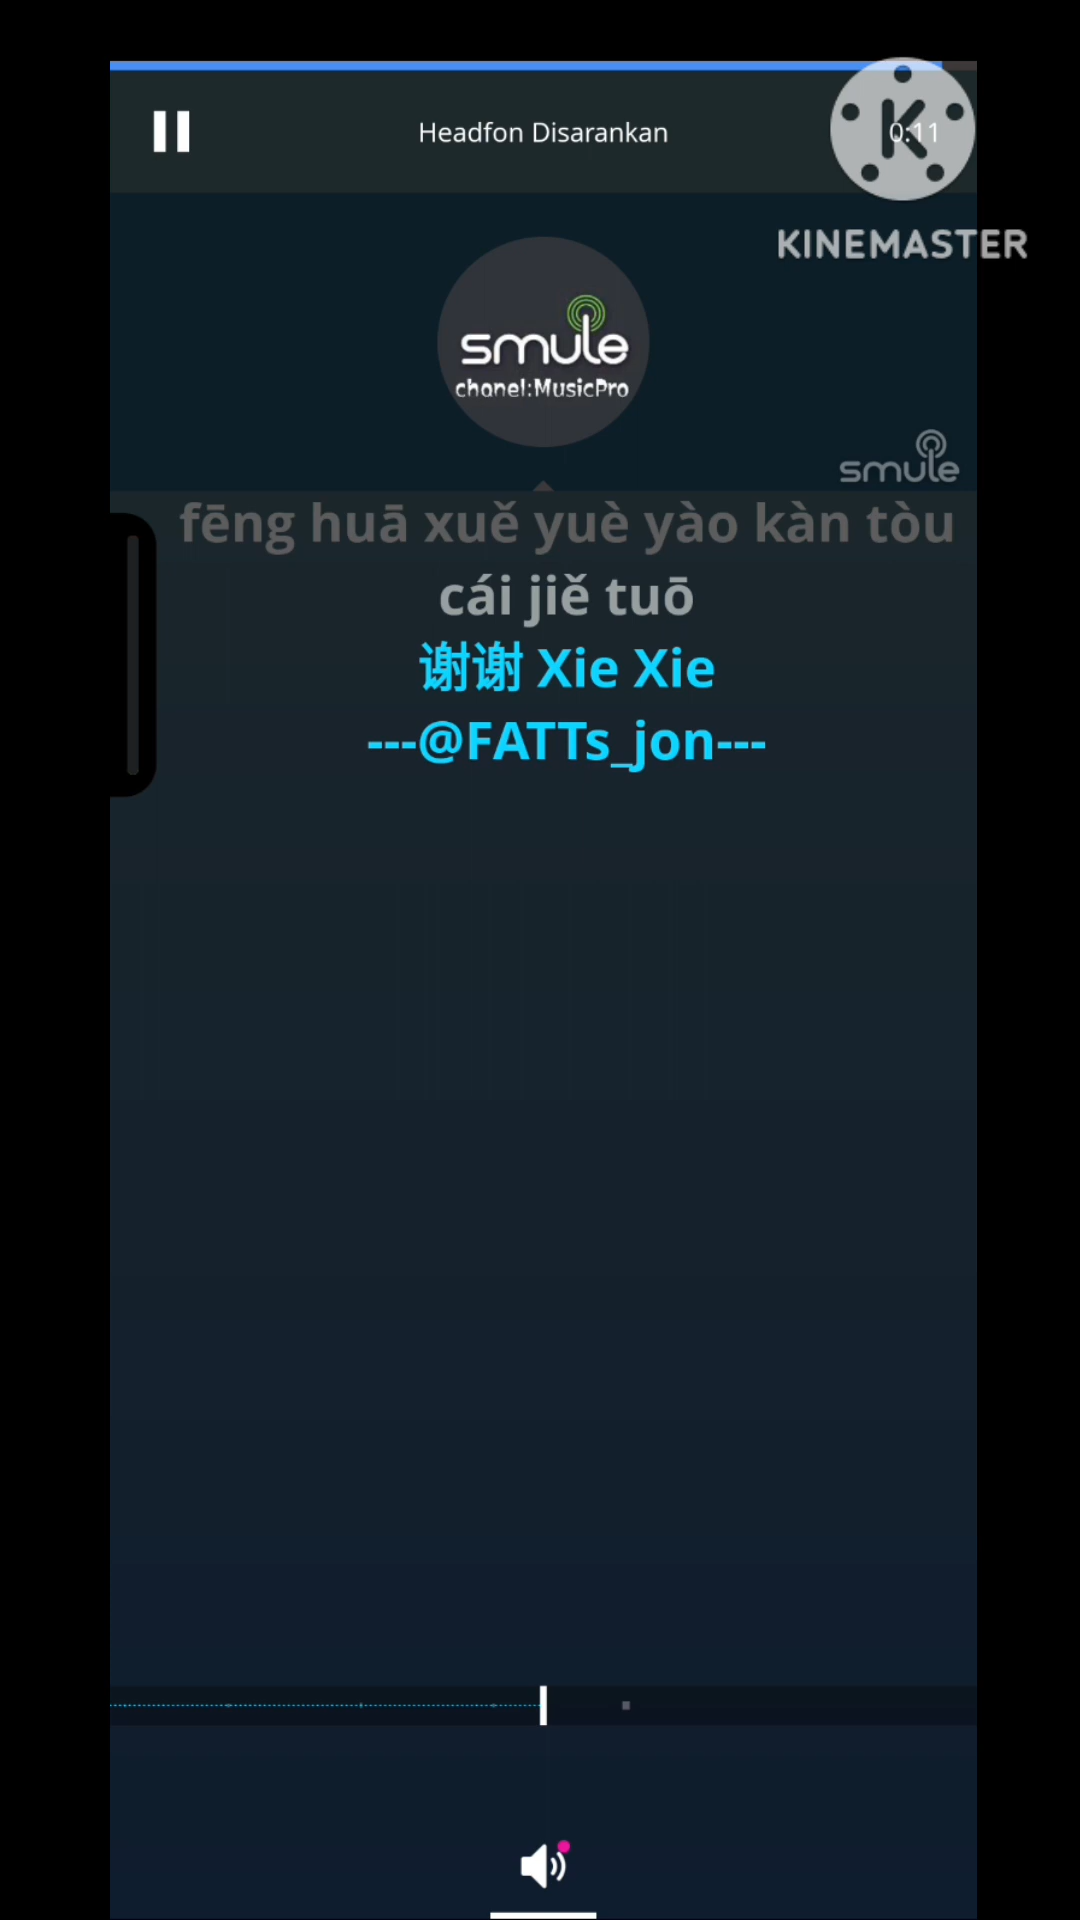 Headfon Disarankan
0:11
K
KINEMASTER
smule
chanel:MusicPro
smule
fēng huā xuě yuè yào kàn tòu
cái jiě tuō
谢谢 Xie Xie
---@FATTs_jon---